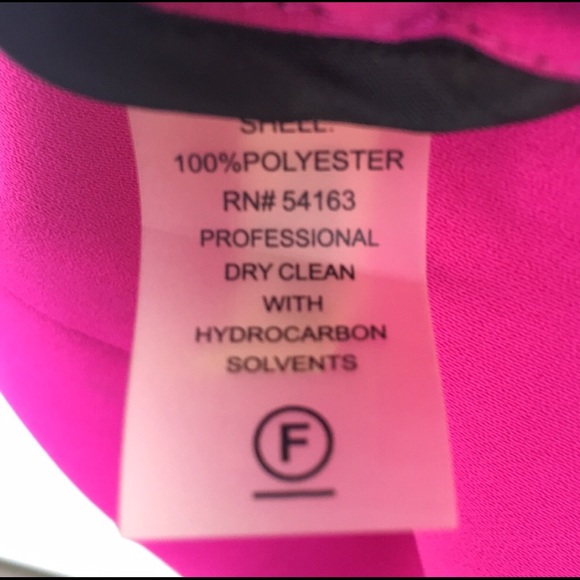 SHELL:
100%POLYESTER
RN# 54163
PROFESSIONAL
DRY CLEAN
WITH
HYDROCARBON
SOLVENTS
F